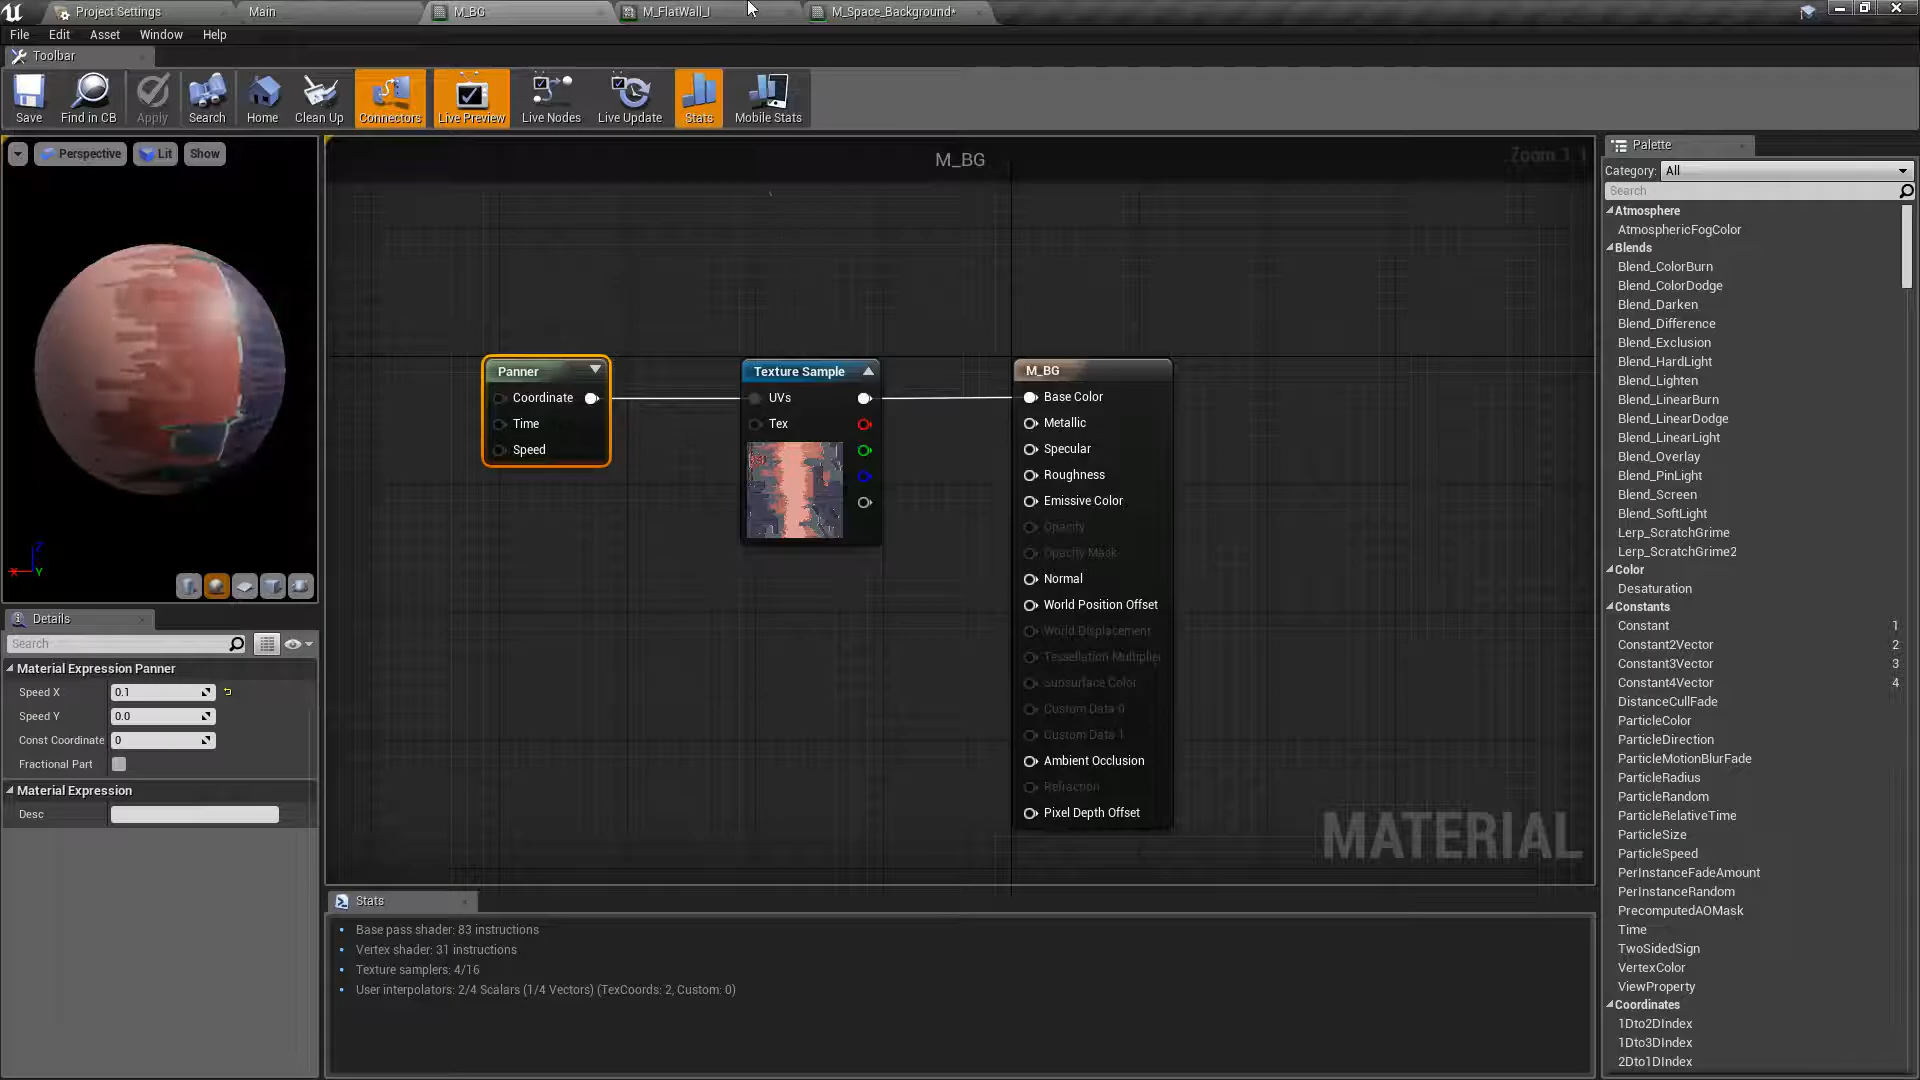 Project Settings
Main
M_BG
M_FlatWall_I
M_Space_Background*
File Edit Asset Window Help
Toolbar
Save
Find in CB
Apply
Search
Home
Clean Up
Connectors
Live Preview
Live Nodes
Live Update
Stats
Mobile Stats
Perspective
Lit
Show
M_BG
Zoom 1:1
Panner
Coordinate
Time
Speed
Texture Sample
UVs
Tex
M_BG
Base Color
Metallic
Specular
Roughness
Emissive Color
Opacity
Opacity Mask
Normal
World Position Offset
World Displacement
Tessellation Multiplier
Subsurface Color
Custom Data 0
Custom Data 1
Ambient Occlusion
Refraction
Pixel Depth Offset
MATERIAL
Z
X
Y
Details
Search
Material Expression Panner
Speed X 0.1
Speed Y 0.0
Const Coordinate 0
Fractional Part
Material Expression
Desc
Stats
Base pass shader: 83 instructions
Vertex shader: 31 instructions
Texture samplers: 4/16
User interpolators: 2/4 Scalars (1/4 Vectors) (TexCoords: 2, Custom: 0)
Palette
Category: All
Search
Atmosphere
AtmosphericFogColor
Blends
Blend_ColorBurn
Blend_ColorDodge
Blend_Darken
Blend_Difference
Blend_Exclusion
Blend_HardLight
Blend_Lighten
Blend_LinearBurn
Blend_LinearDodge
Blend_LinearLight
Blend_Overlay
Blend_PinLight
Blend_Screen
Blend_SoftLight
Lerp_ScratchGrime
Lerp_ScratchGrime2
Color
Desaturation
Constants
Constant 1
Constant2Vector 2
Constant3Vector 3
Constant4Vector 4
DistanceCullFade
ParticleColor
ParticleDirection
ParticleMotionBlurFade
ParticleRadius
ParticleRandom
ParticleRelativeTime
ParticleSize
ParticleSpeed
PerInstanceFadeAmount
PerInstanceRandom
PrecomputedAOMask
Time
TwoSidedSign
VertexColor
ViewProperty
Coordinates
1Dto2DIndex
1Dto3DIndex
2Dto1DIndex